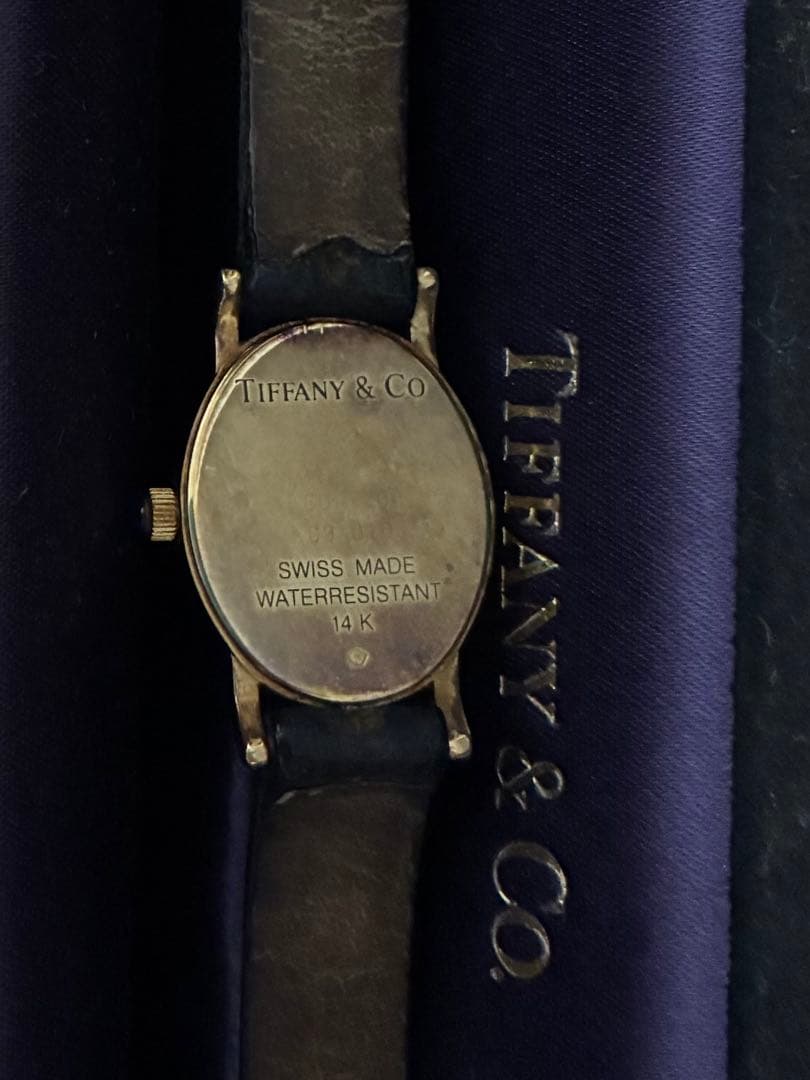 TIFFANY & CO
SWISS MADE
WATERRESISTANT
14 K
TIFFANY & CO.